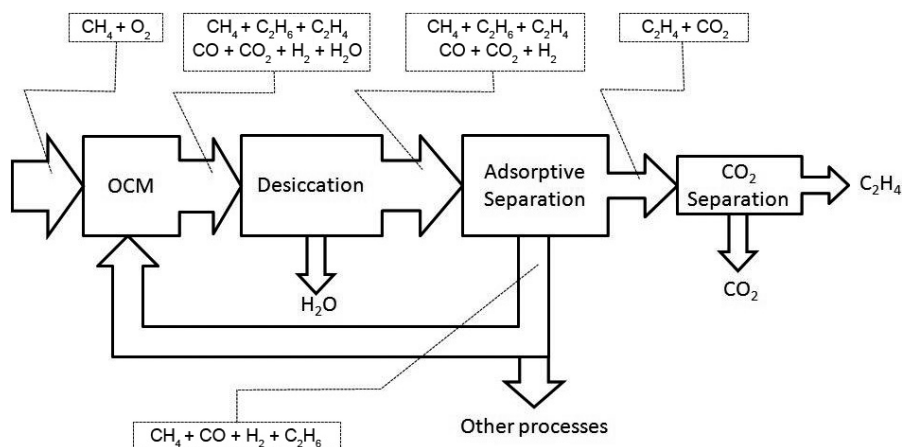 CH₄ + O₂
CH₄ + C₂H₆ + C₂H₄
CO + CO₂ + H₂ + H₂O
CH₄ + C₂H₆ + C₂H₄
CO + CO₂ + H₂
C₂H₄ + CO₂
OCM
Desiccation
Adsorptive
Separation
CO₂
Separation
C₂H₄
H₂O
CO₂
Other processes
CH₄ + CO + H₂ + C₂H₆